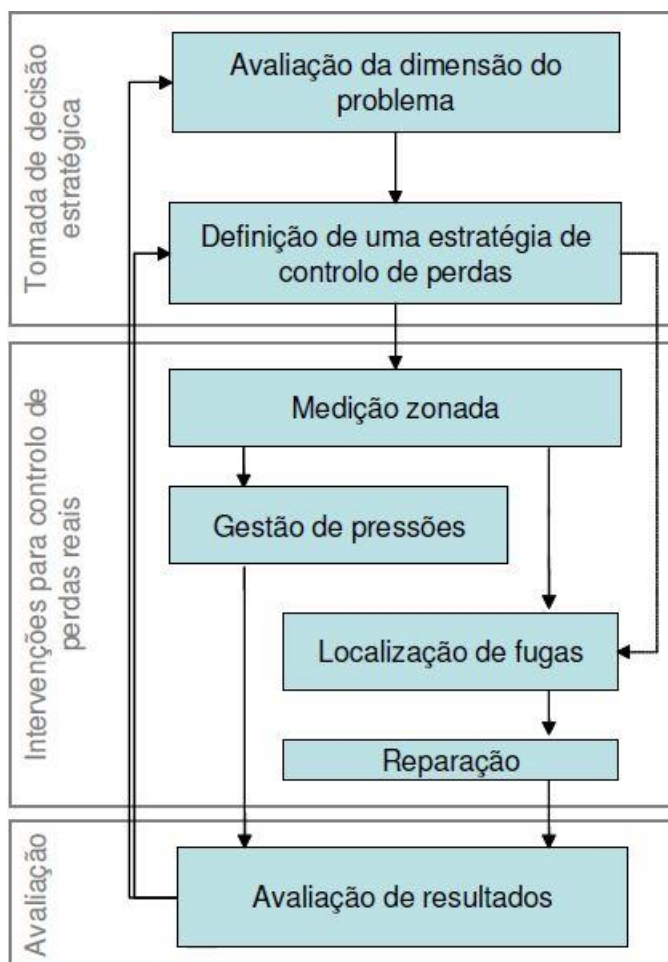 Tomada de decisão
estratégica
Avaliação da dimensão do
problema
Definição de uma estratégia de
controlo de perdas
Intervenções para controlo de
perdas reais
Medição zonada
Gestão de pressões
Localização de fugas
Reparação
Avaliação
Avaliação de resultados